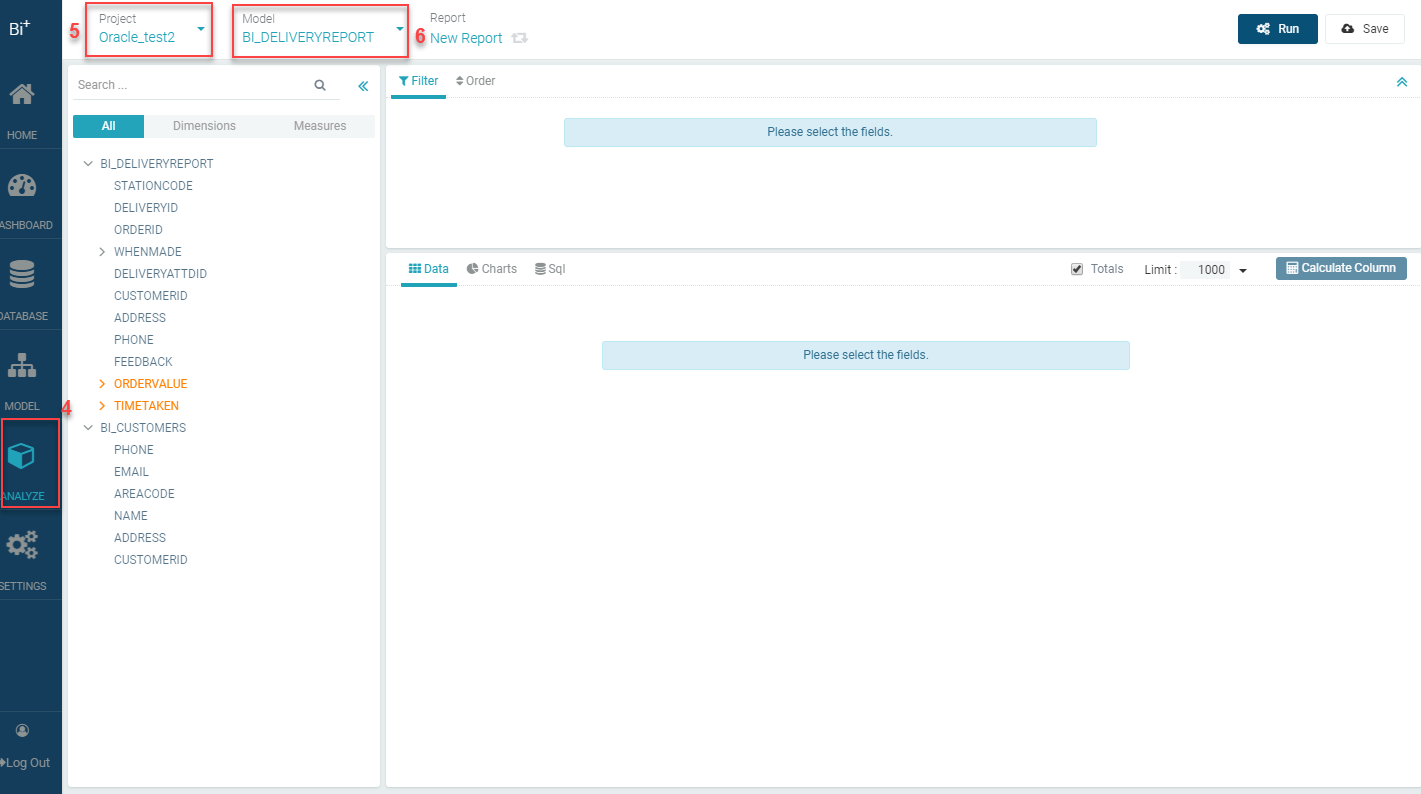 Bi+
Project
Oracle_test2
5
Model
BI_DELIVERYREPORT
6
Report
New Report
Run
Save
HOME
ASHBOARD
DATABASE
MODEL
4
ANALYZE
SETTINGS
Log Out
Search ...
All Dimensions Measures
BI_DELIVERYREPORT
STATIONCODE
DELIVERYID
ORDERID
WHENMADE
DELIVERYATTDID
CUSTOMERID
ADDRESS
PHONE
FEEDBACK
ORDERVALUE
TIMETAKEN
BI_CUSTOMERS
PHONE
EMAIL
AREACODE
NAME
ADDRESS
CUSTOMERID
Filter Order
Please select the fields.
Data Charts Sql Totals Limit : 1000 Calculate Column
Please select the fields.